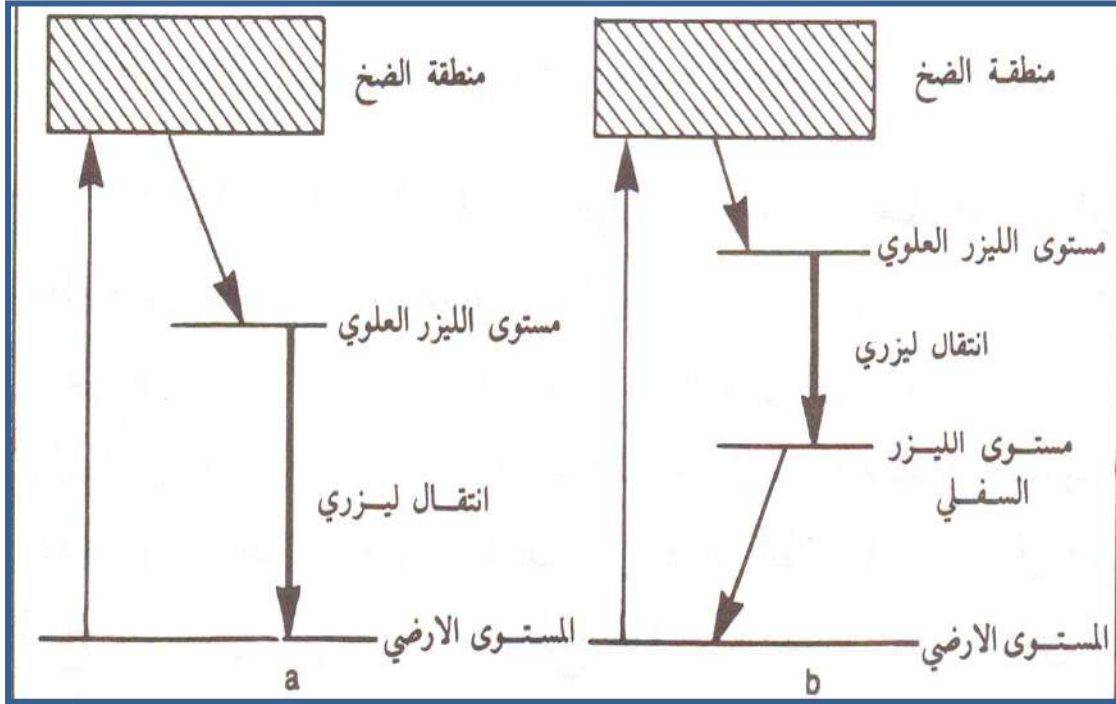 منطقة الضخ
مستوى الليزر العلوي
انتقال ليزري
المستوى الارضي
a
منطقة الضخ
مستوى الليزر العلوي
انتقال ليزري
مستوى الليزر
السفلي
المستوى الارضي
b